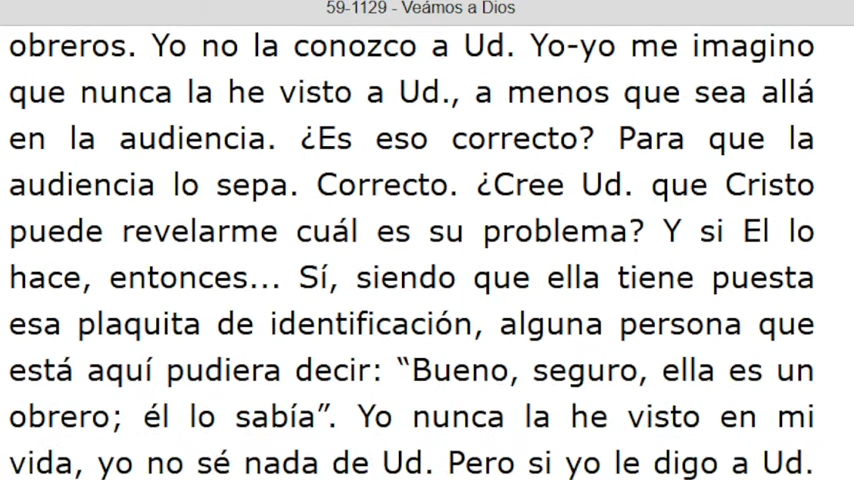 59-1129 - Veámos a Dios
obreros. Yo no la conozco a Ud. Yo-yo me imagino
que nunca la he visto a Ud., a menos que sea allá
en la audiencia. ¿Es eso correcto? Para que la
audiencia lo sepa. Correcto. ¿Cree Ud. que Cristo
puede revelarme cuál es su problema? Y si El lo
hace, entonces... Sí, siendo que ella tiene puesta
esa plaquita de identificación, alguna persona que
está aquí pudiera decir: “Bueno, seguro, ella es un
obrero; él lo sabía”. Yo nunca la he visto en mi
vida, yo no sé nada de Ud. Pero si yo le digo a Ud.